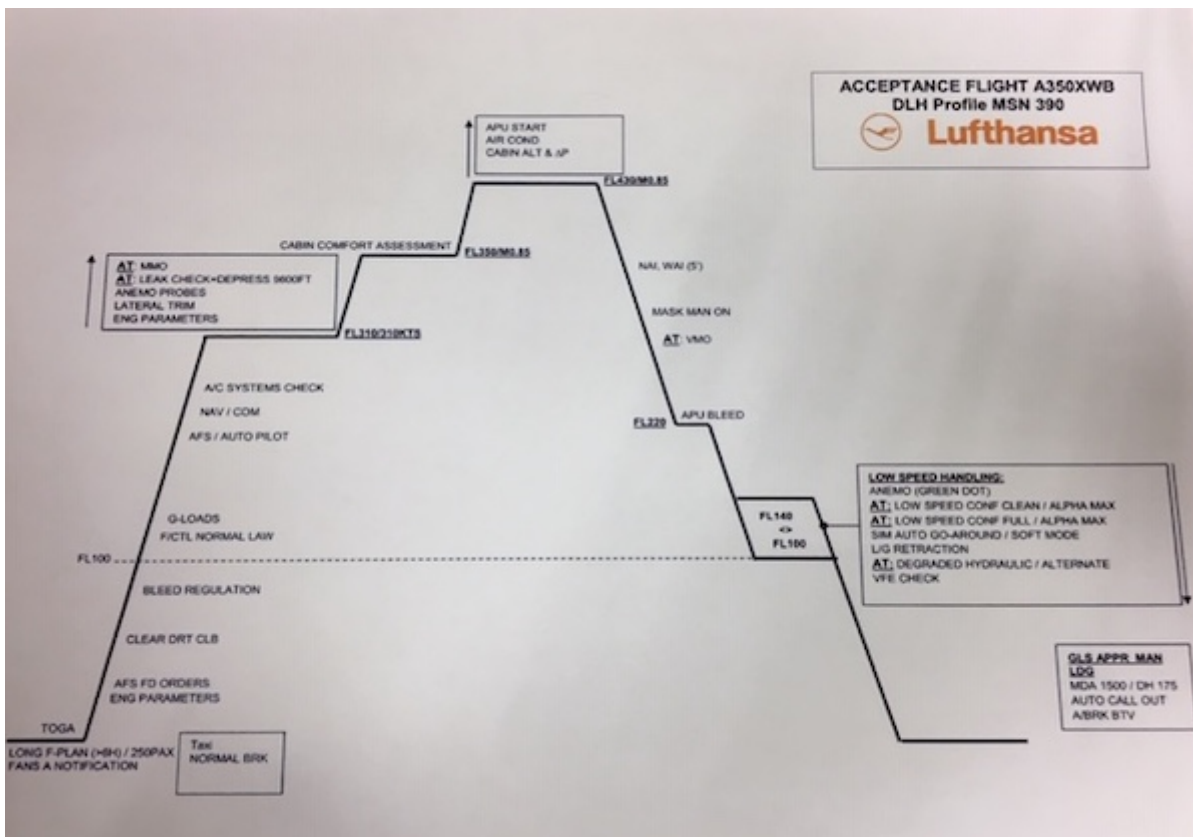 ACCEPTANCE FLIGHT A350XWB
DLH Profile MSN 390
Lufthansa
APU START
AIR COND
CABIN ALT & ΔP
FL430/M0.85
CABIN COMFORT ASSESSMENT
FL350/M0.85
AT: MMO
AT: LEAK CHECK+DEPRESS 9600FT
ANEMO PROBES
LATERAL TRIM
ENG PARAMETERS
FL310/310KTS
NAI, WAI (5')
MASK MAN ON
AT: VMO
A/C SYSTEMS CHECK
NAV / COM
AFS / AUTO PILOT
FL220
APU BLEED
G-LOADS
F/CTL NORMAL LAW
FL140
<>
FL100
LOW SPEED HANDLING:
ANEMO (GREEN DOT)
AT: LOW SPEED CONF CLEAN / ALPHA MAX
AT: LOW SPEED CONF FULL / ALPHA MAX
SIM AUTO GO-AROUND / SOFT MODE
L/G RETRACTION
AT: DEGRADED HYDRAULIC / ALTERNATE
VFE CHECK
FL100
BLEED REGULATION
CLEAR DRT CLB
AFS FD ORDERS
ENG PARAMETERS
GLS APPR MAN
LDG
MDA 1500 / DH 175
AUTO CALL OUT
A/BRK BTV
TOGA
LONG F-PLAN (>8H) / 250PAX
FANS A NOTIFICATION
Taxi
NORMAL BRK